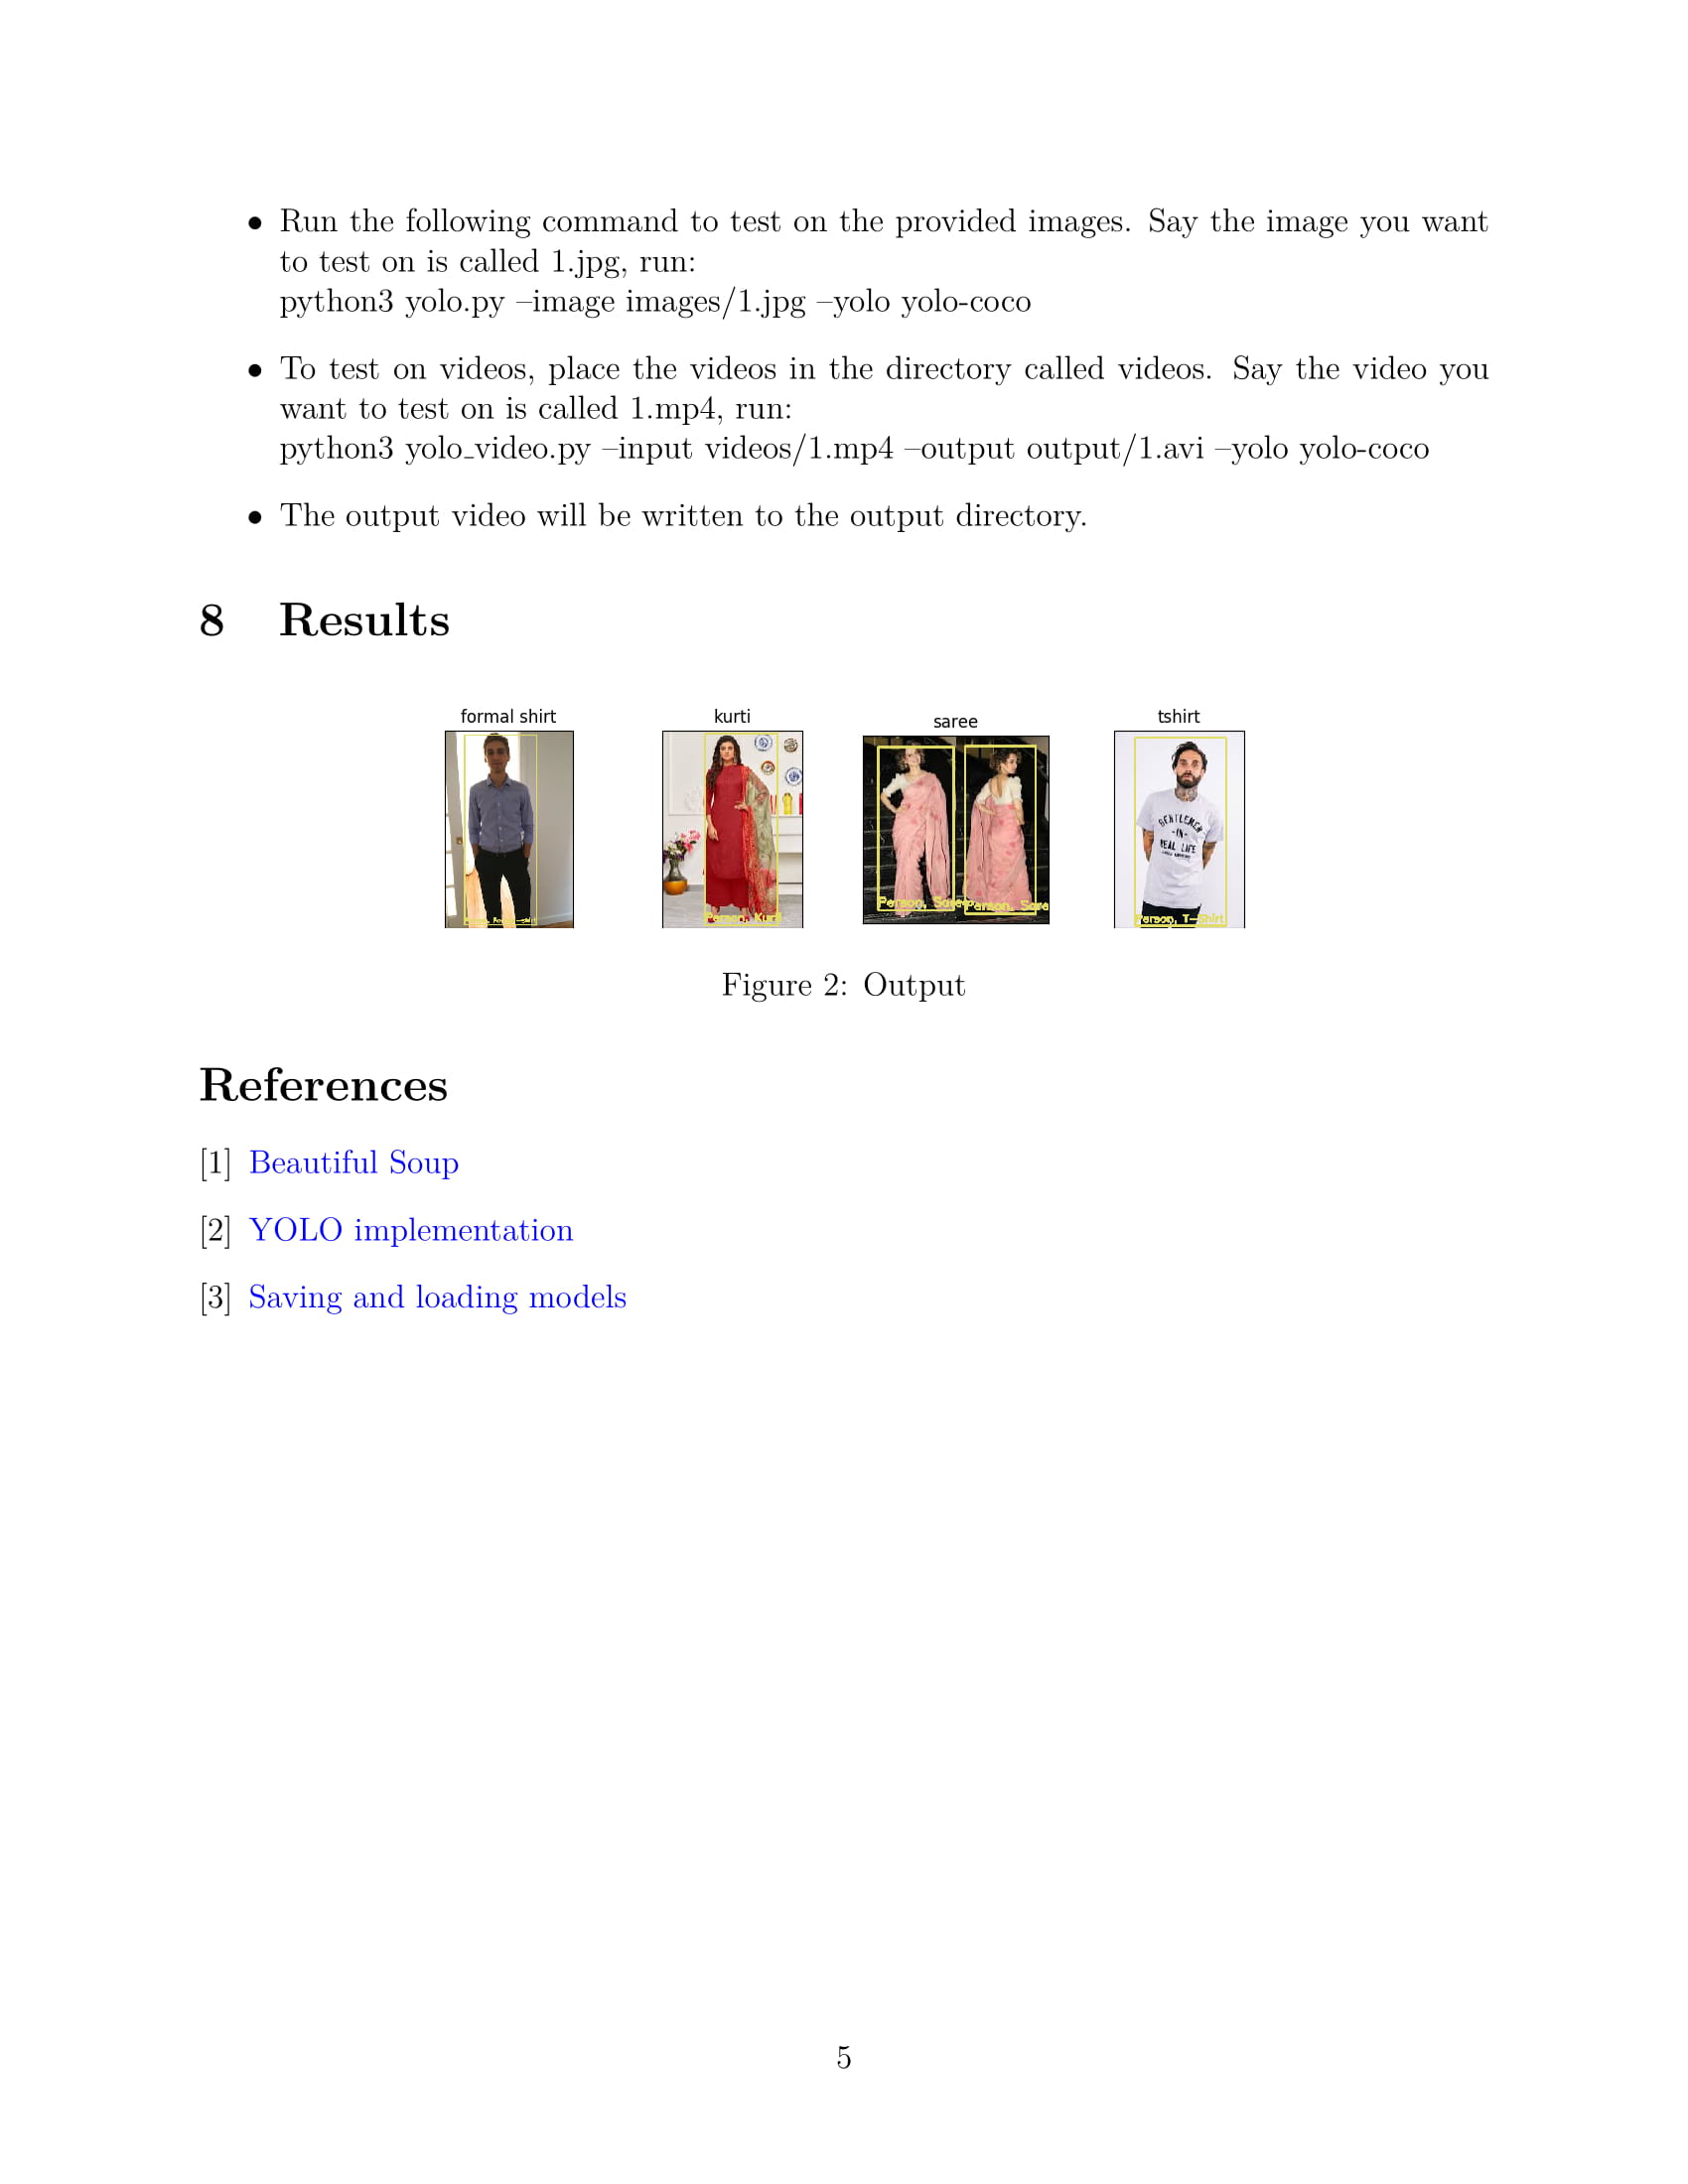 • Run the following command to test on the provided images. Say the image you want
to test on is called 1.jpg, run:
python3 yolo.py –image images/1.jpg –yolo yolo-coco
• To test on videos, place the videos in the directory called videos. Say the video you
want to test on is called 1.mp4, run:
python3 yolo_video.py –input videos/1.mp4 –output output/1.avi –yolo yolo-coco
• The output video will be written to the output directory.
8 Results
formal shirt kurti saree tshirt
GENTLEMEN
-IN-
REAL LIFE
Person, Kurti
Person, Saree
Person, Sare
Person, T-Shirt
Figure 2: Output
References
[1] Beautiful Soup
[2] YOLO implementation
[3] Saving and loading models
5